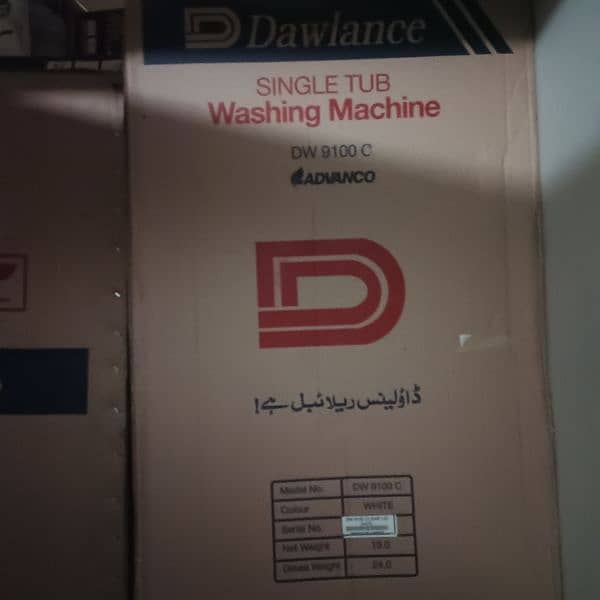 Dawlance
SINGLE TUB
Washing Machine
DW 9100 C
ADVANCO
ڈاؤلینس ریلائبل ہے!
Model No. DW 9100 C
Colour WHITE
Serial No.
Net Weight 19.0
Gross Weight 24.0